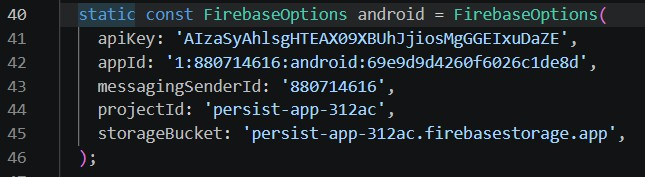 40 static const FirebaseOptions android = FirebaseOptions(
41 apiKey: 'AIzaSyAhlsgHTEAX09XBUhJjiosMgGGEIxuDaZE',
42 appId: '1:880714616:android:69e9d9d4260f6026c1de8d',
43 messagingSenderId: '880714616',
44 projectId: 'persist-app-312ac',
45 storageBucket: 'persist-app-312ac.firebasestorage.app',
46 );